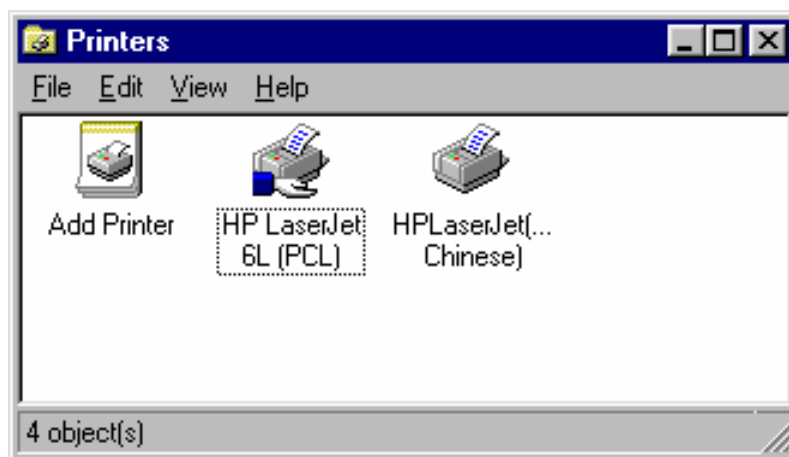 Printers
File Edit View Help
Add Printer
HP LaserJet
6L (PCL)
HPLaserJet(...
Chinese)
4 object(s)